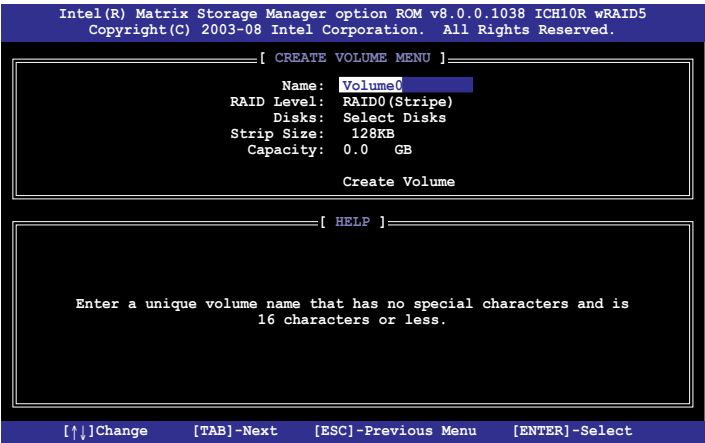 Intel(R) Matrix Storage Manager option ROM v8.0.0.1038 ICH10R wRAID5
Copyright(C) 2003-08 Intel Corporation.  All Rights Reserved.
[ CREATE VOLUME MENU ]
Name: Volume0
RAID Level: RAID0(Stripe)
Disks: Select Disks
Strip Size: 128KB
Capacity: 0.0 GB
Create Volume
[ HELP ]
Enter a unique volume name that has no special characters and is
16 characters or less.
[↑↓]Change [TAB]-Next [ESC]-Previous Menu [ENTER]-Select